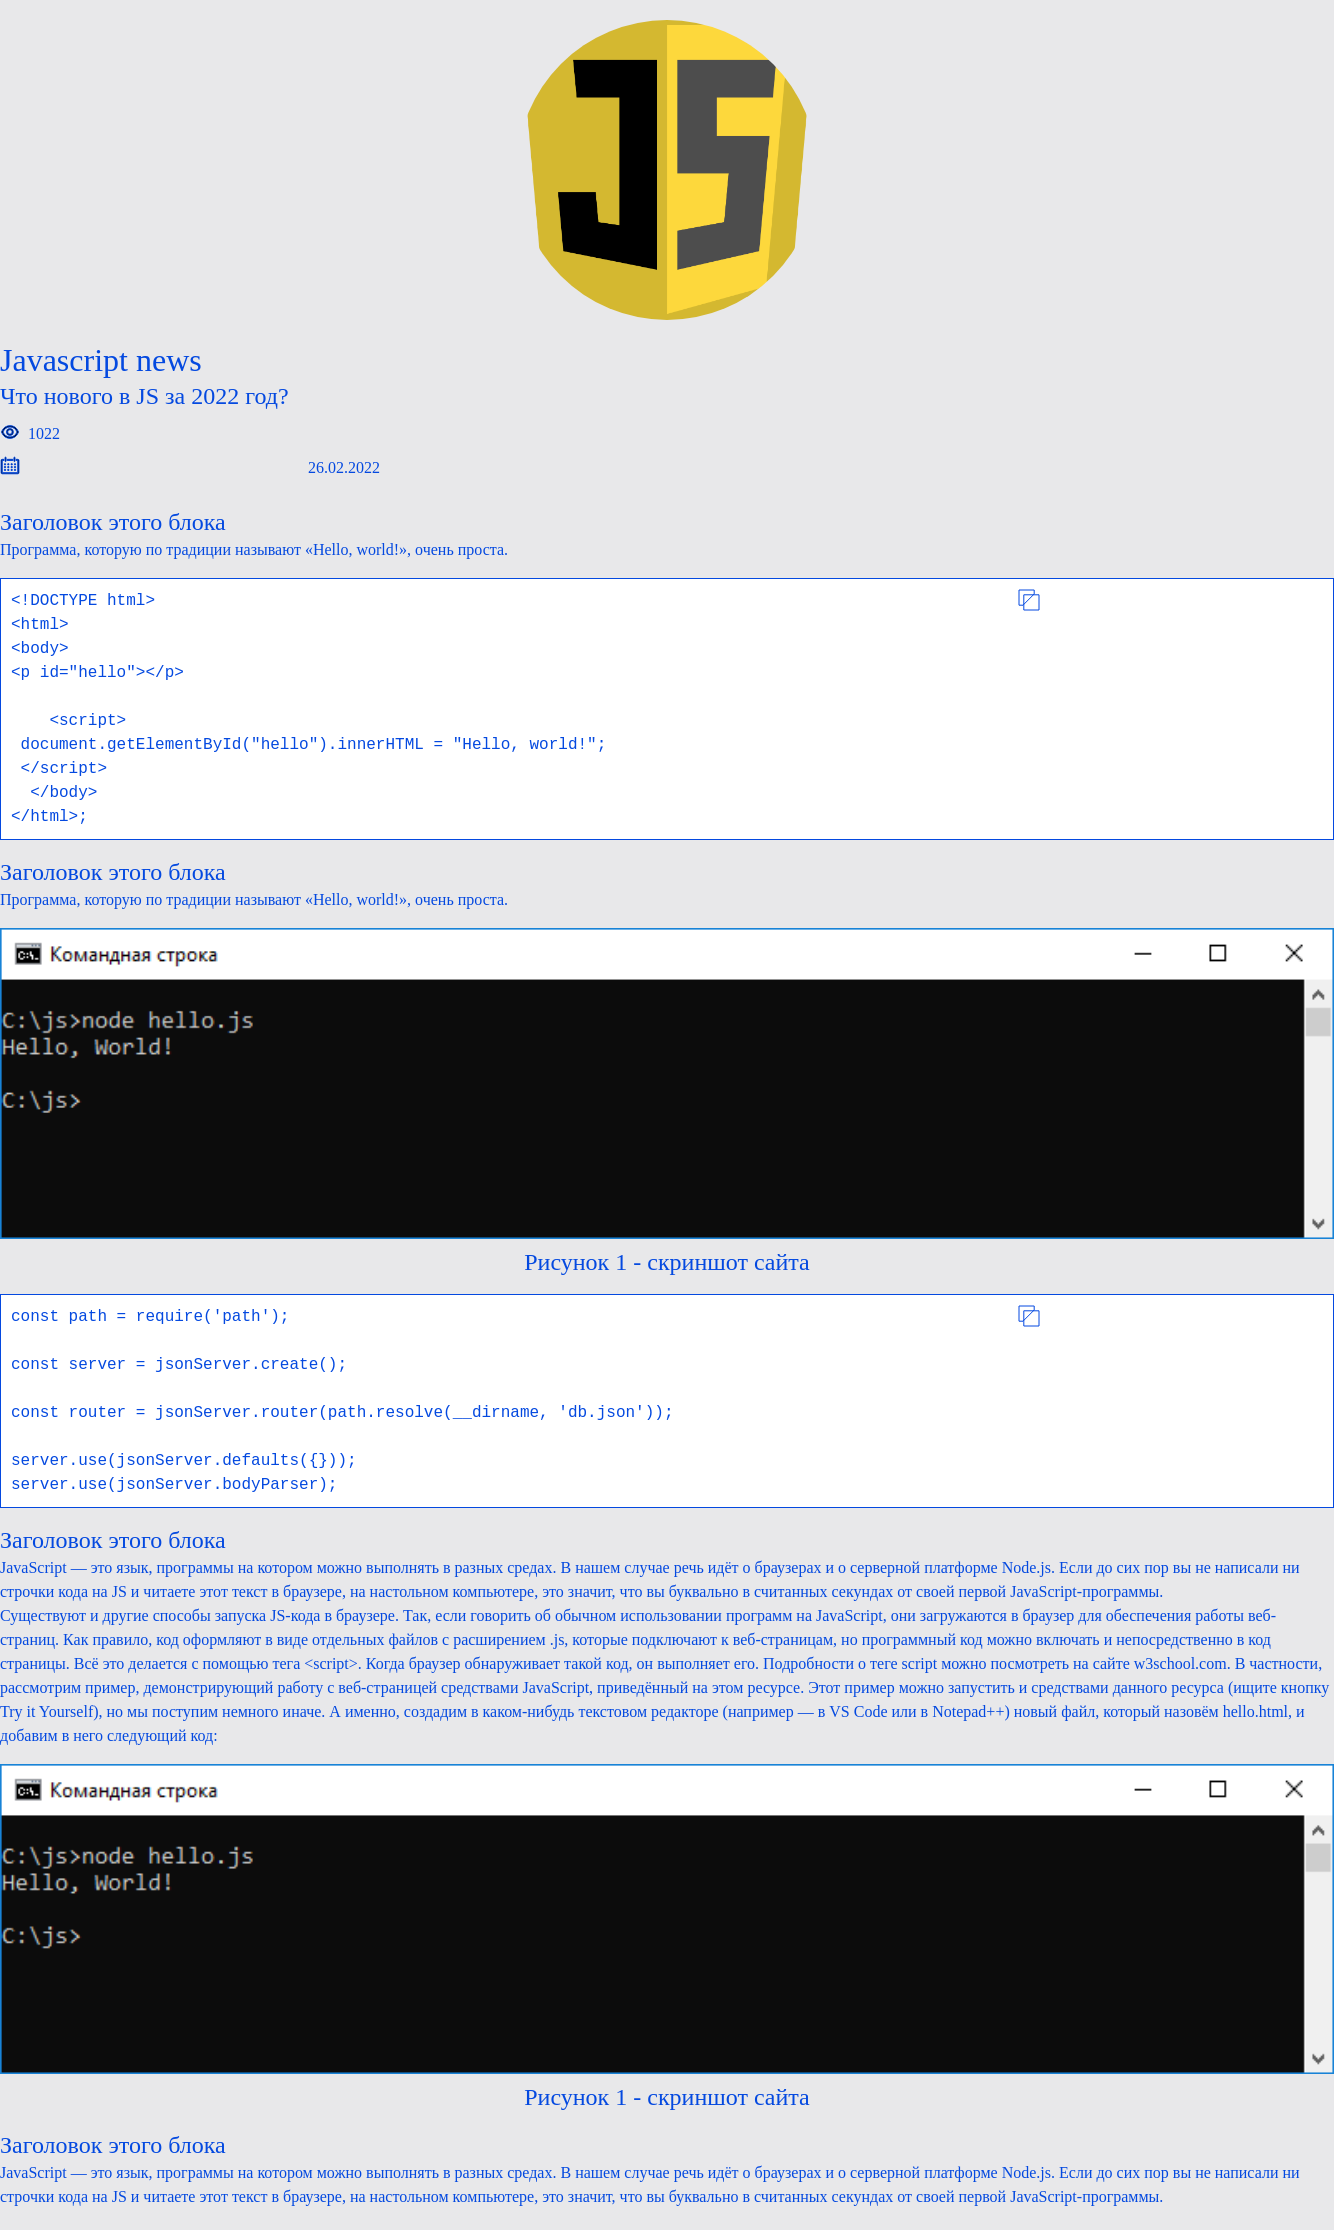 JS
Javascript news
Что нового в JS за 2022 год?
1022
26.02.2022
Заголовок этого блока
Программа, которую по традиции называют «Hello, world!», очень проста.
<!DOCTYPE html>
<html>
<body>
<p id="hello"></p>
<script>
document.getElementById("hello").innerHTML = "Hello, world!";
</script>
</body>
</html>;
Заголовок этого блока
Программа, которую по традиции называют «Hello, world!», очень проста.
C:\. Командная строка
C:\js>node hello.js
Hello, World!
C:\js>
Рисунок 1 - скриншот сайта
const path = require('path');
const server = jsonServer.create();
const router = jsonServer.router(path.resolve(__dirname, 'db.json'));
server.use(jsonServer.defaults({}));
server.use(jsonServer.bodyParser);
Заголовок этого блока
JavaScript — это язык, программы на котором можно выполнять в разных средах. В нашем случае речь идёт о браузерах и о серверной платформе Node.js. Если до сих пор вы не написали ни
строчки кода на JS и читаете этот текст в браузере, на настольном компьютере, это значит, что вы буквально в считанных секундах от своей первой JavaScript-программы.
Существуют и другие способы запуска JS-кода в браузере. Так, если говорить об обычном использовании программ на JavaScript, они загружаются в браузер для обеспечения работы веб-
страниц. Как правило, код оформляют в виде отдельных файлов с расширением .js, которые подключают к веб-страницам, но программный код можно включать и непосредственно в код
страницы. Всё это делается с помощью тега <script>. Когда браузер обнаруживает такой код, он выполняет его. Подробности о теге script можно посмотреть на сайте w3school.com. В частности,
рассмотрим пример, демонстрирующий работу с веб-страницей средствами JavaScript, приведённый на этом ресурсе. Этот пример можно запустить и средствами данного ресурса (ищите кнопку
Try it Yourself), но мы поступим немного иначе. А именно, создадим в каком-нибудь текстовом редакторе (например — в VS Code или в Notepad++) новый файл, который назовём hello.html, и
добавим в него следующий код:
C:\. Командная строка
C:\js>node hello.js
Hello, World!
C:\js>
Рисунок 1 - скриншот сайта
Заголовок этого блока
JavaScript — это язык, программы на котором можно выполнять в разных средах. В нашем случае речь идёт о браузерах и о серверной платформе Node.js. Если до сих пор вы не написали ни
строчки кода на JS и читаете этот текст в браузере, на настольном компьютере, это значит, что вы буквально в считанных секундах от своей первой JavaScript-программы.